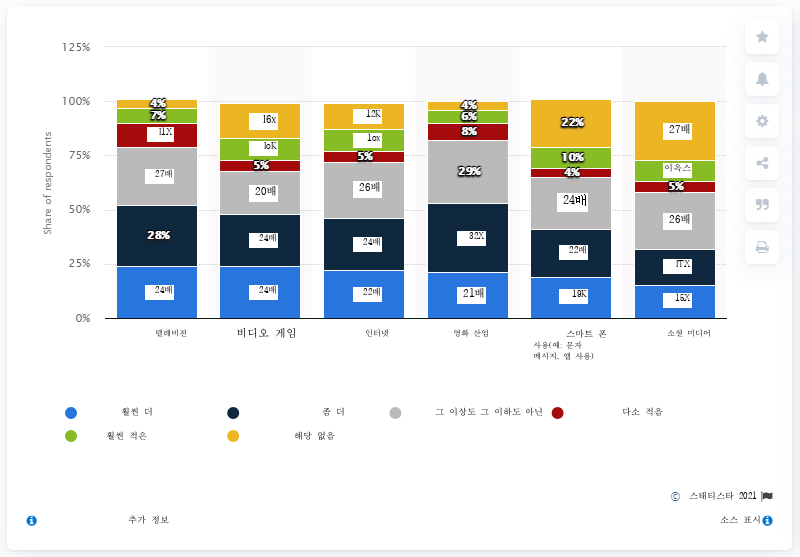 125%
100%
75%
50%
25%
0%
Share of respondents
4%
7%
11X
27배
28%
24배
16x
10K
5%
20배
24배
24배
12K
10x
5%
26배
24배
22배
4%
6%
8%
29%
32X
21배
22%
10%
4%
24배
22배
19K
27배
이옥스
5%
26배
17X
15X
텔레비전
비디오 게임
인터넷
영화 산업
스마트 폰
사용(예: 문자
메시지, 앱 사용)
소셜 미디어
훨씬 더
좀 더
그 이상도 그 이하도 아닌
다소 적음
훨씬 적은
해당 없음
© 스태티스타 2021
추가 정보
소스 표시